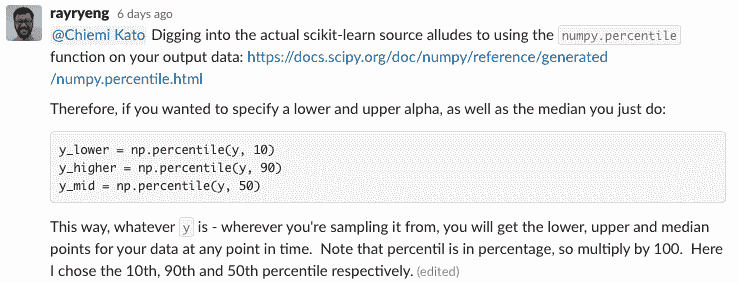 rayryeng 6 days ago
@Chiemi Kato Digging into the actual scikit-learn source alludes to using the numpy.percentile
function on your output data: https://docs.scipy.org/doc/numpy/reference/generated
/numpy.percentile.html
Therefore, if you wanted to specify a lower and upper alpha, as well as the median you just do:
y_lower = np.percentile(y, 10)
y_higher = np.percentile(y, 90)
y_mid = np.percentile(y, 50)
This way, whatever y is - wherever you're sampling it from, you will get the lower, upper and median
points for your data at any point in time. Note that percentil is in percentage, so multiply by 100. Here
I chose the 10th, 90th and 50th percentile respectively. (edited)